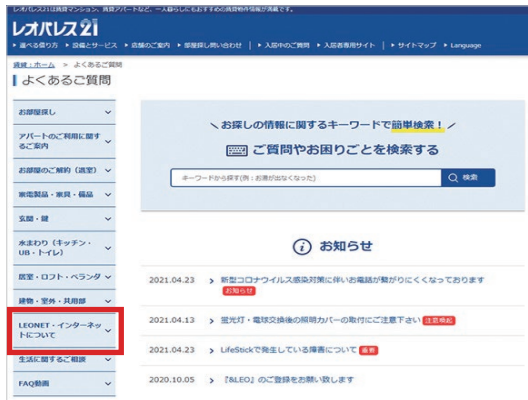 レオパレス21は賃貸マンション、賃貸アパートなど、一人暮らしにもおすすめの賃貸物件情報が満載です。
レオパレス21
選べる借り方 設備とサービス 店舗のご案内 部屋探し問い合わせ | 入居中のご質問 入居者専用サイト | サイトマップ Language
賃貸:ホーム > よくあるご質問
よくあるご質問
お部屋探し
アパートのご利用に関するご案内
お部屋のご解約(退室)
家電製品・家具・備品
玄関・鍵
水まわり(キッチン・
UB・トイレ)
居室・ロフト・ベランダ
建物・室外・共用部
LEONET・インターネットについて
生活に関するご相談
FAQ動画
\ お探しの情報に関するキーワードで簡単検索! /
ご質問やお困りごとを検索する
キーワードから探す(例:お湯が出なくなった)
検索
お知らせ
2021.04.23 > 新型コロナウイルス感染対策に伴いお電話が繋がりにくくなっております
お知らせ
2021.04.13 > 蛍光灯・電球交換後の照明カバーの取付にご注意下さい 注意喚起
2021.04.23 > LifeStickで発生している障害について 重要
2020.10.05 > 『&LEO』のご登録をお願い致します